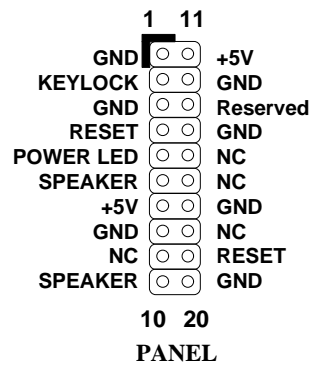 1 11
GND +5V
KEYLOCK GND
GND Reserved
RESET GND
POWER LED NC
SPEAKER NC
+5V GND
GND NC
NC RESET
SPEAKER GND
10 20
PANEL